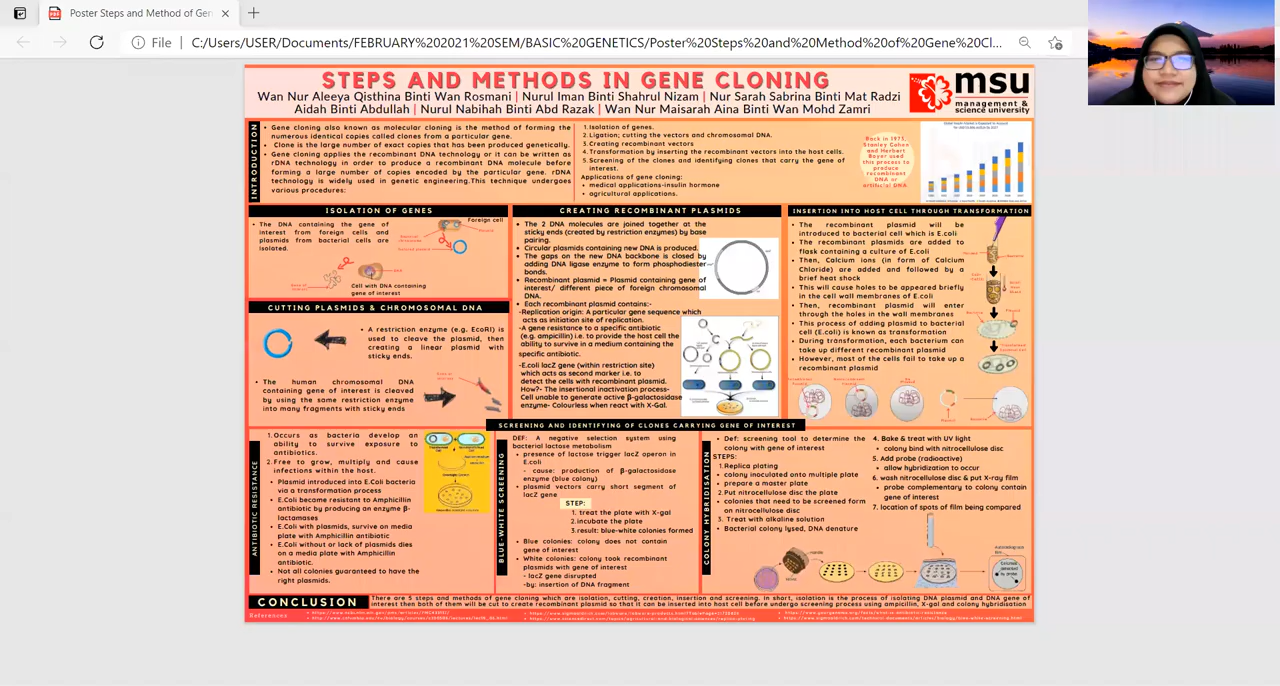 Poster Steps and Method of Gen
File
C:/Users/USER/Documents/FEBRUARY%202021%20SEM/BASIC%20GENETICS/Poster%20Steps%20and%20Method%20of%20Gene%20Cl...
STEPS AND METHODS IN GENE CLONING
Wan Nur Aleeya Qisthina Binti Wan Rosmani | Nurul Iman Binti Shahrul Nizam | Nur Sarah Sabrina Binti Mat Radzi
Aidah Binti Abdullah | Nurul Nabihah Binti Abd Razak | Wan Nur Maisarah Aina Binti Wan Mohd Zamri
msu
management &
science university
INTRODUCTION
• Gene cloning also known as molecular cloning is the method of forming the
numerous identical copies called clones from a particular gene.
• Clone is the large number of exact copies that has been produced genetically.
• Gene cloning applies the recombinant DNA technology or it can be written as
rDNA technology in order to produce a recombinant DNA molecule before
forming a large number of copies encoded by the particular gene. rDNA
technology is widely used in genetic engineering.This technique undergoes
various procedures:
1.Isolation of genes.
2.Ligation; cutting the vectors and chromosomal DNA.
3.Creating recombinant vectors
4.Transformation by inserting the recombinant vectors into the host cells.
5.Screening of the clones and identifying clones that carry the gene of
interest.
Applications of gene cloning:
• medical applications-insulin hormone
• agricultural applications.
Back in 1973,
Stanley Cohen
and Herbert
Boyer used
this process to
produce
recombinant
DNA or
artificial DNA
ISOLATION OF GENES
• The DNA containing the gene of
interest from foreign cells and
plasmids from bacterial cells are
isolated.
Foreign cell
Cell with DNA containing
gene of interest
CUTTING PLASMIDS & CHROMOSOMAL DNA
• A restriction enzyme (e.g. EcoRI) is
used to cleave the plasmid, then
creating a linear plasmid with
sticky ends.
• The human chromosomal DNA
containing gene of interest is cleaved
by using the same restriction enzyme
into many fragments with sticky ends
CREATING RECOMBINANT PLASMIDS
• The 2 DNA molecules are joined together at the
sticky ends (created by restriction enzymes) by base
pairing.
• Circular plasmids containing new DNA is produced.
• The gaps on the new DNA backbone is closed by
adding DNA ligase enzyme to form phosphodiester
bonds.
• Recombinant plasmid = Plasmid containing gene of
interest/ different piece of foreign chromosomal
DNA.
• Each recombinant plasmid contains:-
-Replication origin: A particular gene sequence which
acts as initiation site of replication.
-A gene resistance to a specific antibiotic
(e.g. ampicillin) i.e. to provide the host cell the
ability to survive in a medium containing the
specific antibiotic.
-E.coli lacZ gene (within restriction site)
which acts as second marker i.e. to
detect the cells with recombinant plasmid.
How?- The insertional inactivation process-
Cell unable to generate active β-galactosidase
enzyme- Colourless when react with X-Gal.
INSERTION INTO HOST CELL THROUGH TRANSFORMATION
• The recombinant plasmid will be
introduced to bacterial cell which is E.coli
• The recombinant plasmids are added to
flask containing a culture of E.coli
• Then, Calcium ions (in form of Calcium
Chloride) are added and followed by a
brief heat shock
• This will cause holes to be appeared briefly
in the cell wall membranes of E.coli
• Then, recombinant plasmid will enter
through the holes in the wall membranes
• This process of adding plasmid to bacterial
cell (E.coli) is known as transformation
• During transformation, each bacterium can
take up different recombinant plasmid
• However, most of the cells fail to take up a
recombinant plasmid
SCREENING AND IDENTIFYING OF CLONES CARRYING GENE OF INTEREST
ANTIBIOTIC RESISTANCE
1.Occurs as bacteria develop an
ability to survive exposure to
antibiotics.
2.Free to grow, multiply and cause
infections within the host.
• Plasmid introduced into E.Coli bacteria
via a transformation process
• E.Coli became resistant to Amphicillin
antibiotic by producing an enzyme β-
lactamases
• E.Coli with plasmids, survive on media
plate with Amphicillin antibiotic
• E.Coli without or lack of plasmids dies
on a media plate with Amphicillin
antibiotic.
• Not all colonies guaranteed to have the
right plasmids.
BLUE-WHITE SCREENING
DEF: A negative selection system using
bacterial lactose metabolism
• presence of lactose trigger lacZ operon in
E.coli
- cause: production of β-galactosidase
enzyme (blue colony)
• plasmid vectors carry short segment of
lacZ gene
STEP:
1. treat the plate with X-gal
2.incubate the plate
3.result: blue-white colonies formed
• Blue colonies: colony does not contain
gene of interest
• White colonies: colony took recombinant
plasmids with gene of interest
-lacZ gene disrupted
-by: insertion of DNA fragment
COLONY HYBRIDISATION
• Def: screening tool to determine the
colony with gene of interest
STEPS:
1.Replica plating
• colony inoculated onto multiple plate
• prepare a master plate
2.Put nitrocellulose disc the plate
• colonies that need to be screened form
on nitrocellulose disc
3. Treat with alkaline solution
• Bacterial colony lysed, DNA denature
4. Bake & treat with UV light
• colony bind with nitrocellulose disc
5. Add probe (radioactive)
• allow hybridization to occur
6. wash nitrocellulose disc & put X-ray film
• probe complementary to colony contain
gene of interest
7. location of spots of film being compared
CONCLUSION
There are 5 steps and methods of gene cloning which are isolation, cutting, creation, insertion and screening. In short, isolation is the process of isolating DNA plasmid and DNA gene of
interest then both of them will be cut to create recombinant plasmid so that it can be inserted into host cell before undergo screening process using ampicilin, X-gal and colony hybridisation
References